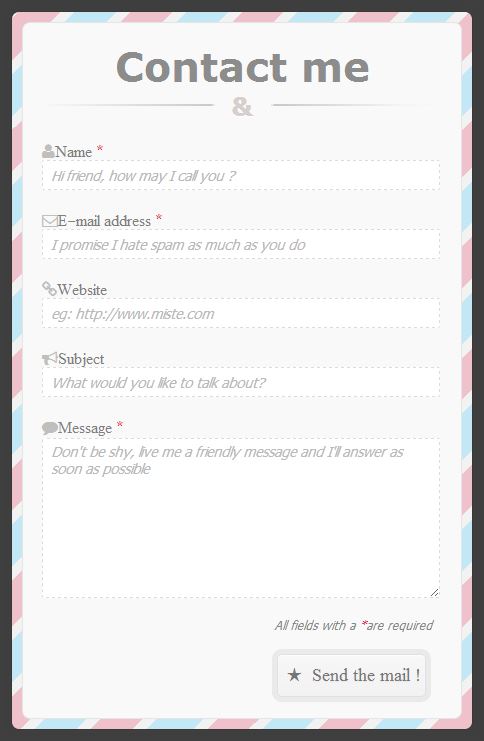 Contact me
&
Name *
Hi friend, how may I call you ?
E-mail address *
I promise I hate spam as much as you do
Website
eg: http://www.miste.com
Subject
What would you like to talk about?
Message *
Don't be shy, live me a friendly message and I'll answer as
soon as possible
All fields with a *are required
★ Send the mail !